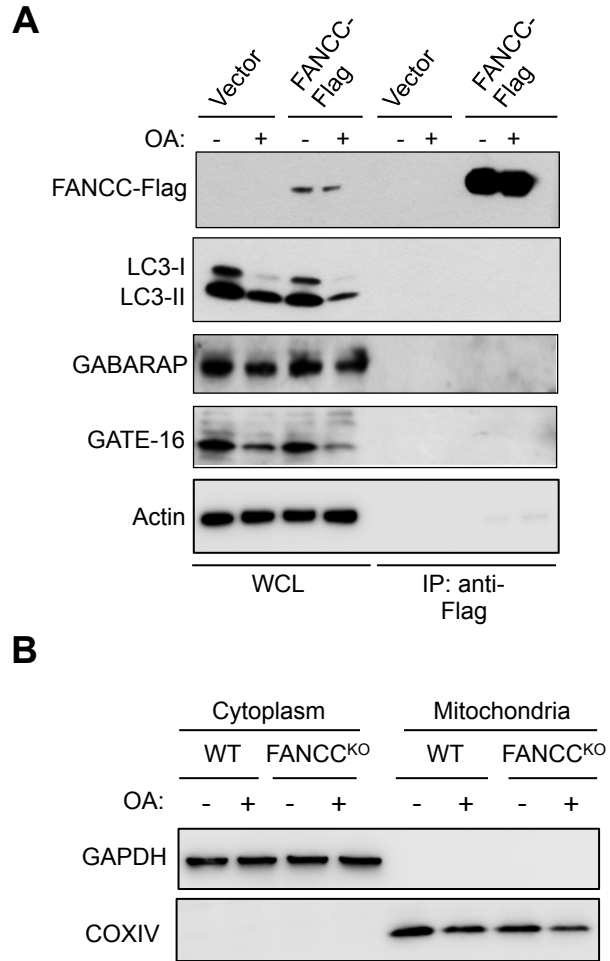 A
Vector
FANCC-
Flag
Vector
FANCC-
Flag
OA: - + - + - + - +
FANCC-Flag
LC3-I
LC3-II
GABARAP
GATE-16
Actin
WCL
IP: anti-
Flag
B
Cytoplasm Mitochondria
WT FANCCᴷᴼ WT FANCCᴷᴼ
OA: - + - + - + - +
GAPDH
COXIV